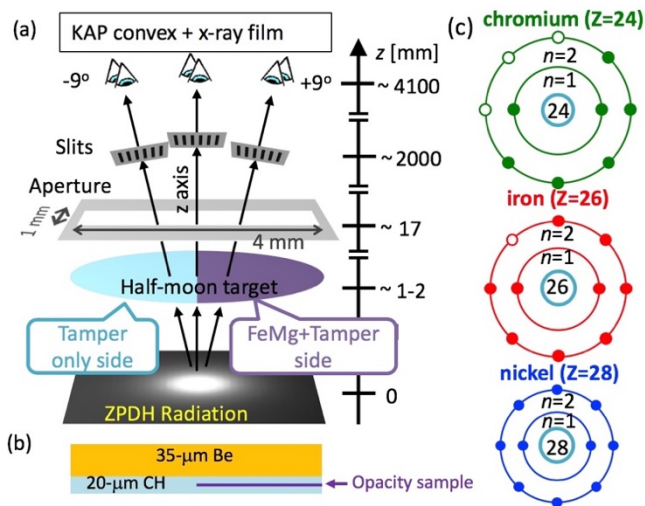 (a)
KAP convex + x-ray film
z [mm]
-9º
+9º
~ 4100
Slits
~ 2000
z axis
Aperture
1 mm
4 mm
~ 17
Half-moon target
~ 1-2
Tamper
only side
FeMg+Tamper
side
ZPDH Radiation
0
(b)
35-μm Be
20-μm CH
Opacity sample
(c)
chromium (Z=24)
n=2
n=1
24
iron (Z=26)
n=2
n=1
26
nickel (Z=28)
n=2
n=1
28